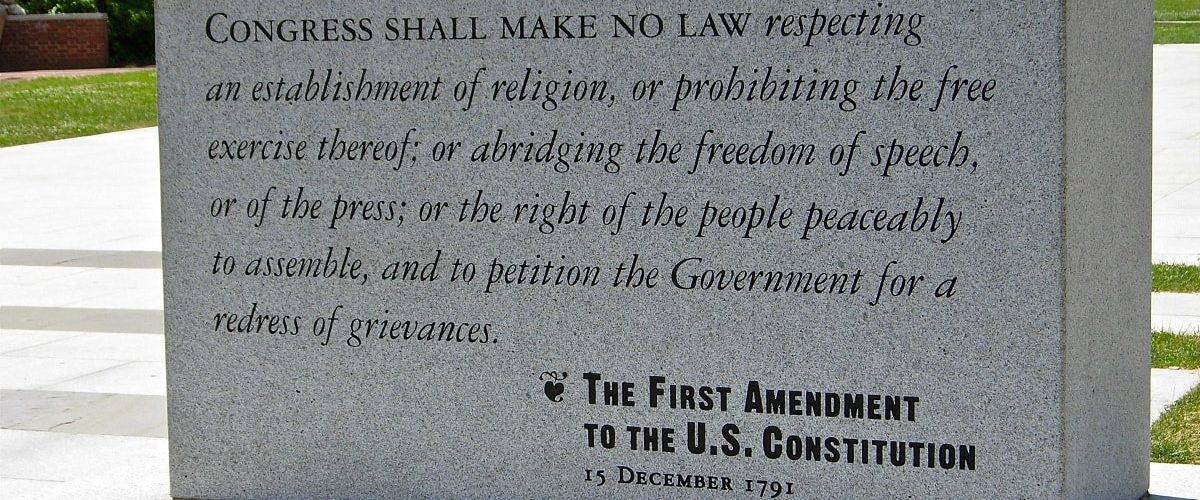 CONGRESS SHALL MAKE NO LAW respecting
an establishment of religion, or prohibiting the free
exercise thereof; or abridging the freedom of speech,
or of the press; or the right of the people peaceably
to assemble, and to petition the Government for a
redress of grievances.
❦ THE FIRST AMENDMENT
TO THE U.S. CONSTITUTION
15 DECEMBER 1791